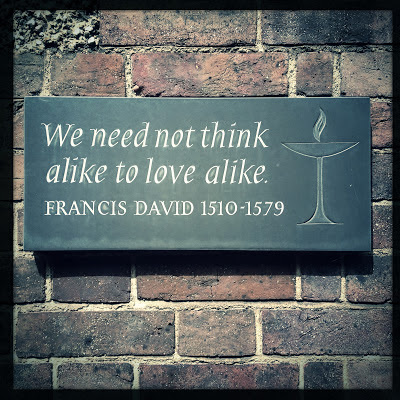 We need not think
alike to love alike.
FRANCIS DAVID 1510-1579